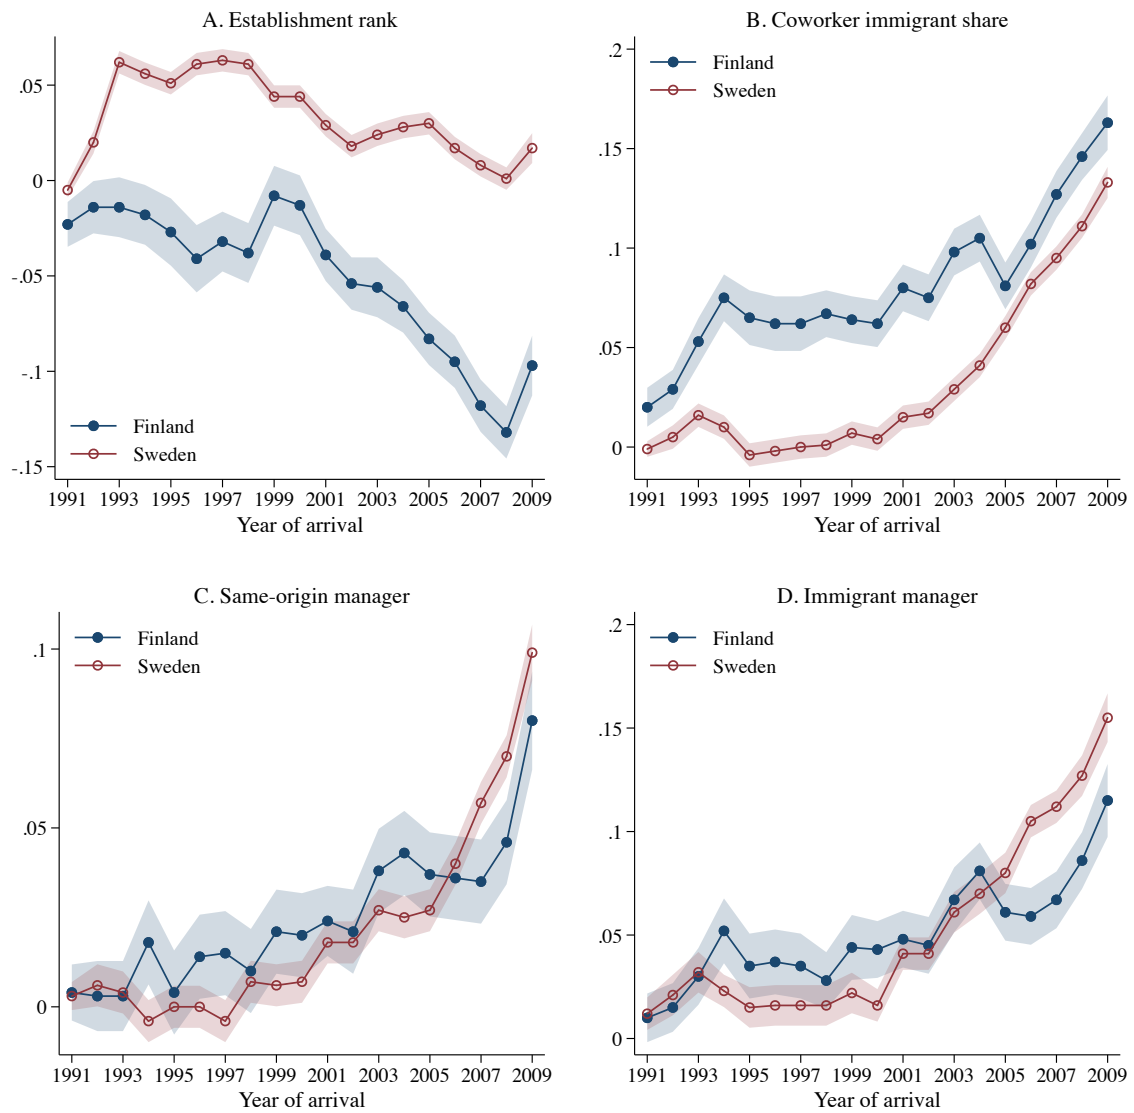 A. Establishment rank
.05
0
-.05
-.1
-.15
Finland
Sweden
1991 1993 1995 1997 1999 2001 2003 2005 2007 2009
Year of arrival
B. Coworker immigrant share
.2
.15
.1
.05
0
Finland
Sweden
1991 1993 1995 1997 1999 2001 2003 2005 2007 2009
Year of arrival
C. Same-origin manager
.1
.05
0
Finland
Sweden
1991 1993 1995 1997 1999 2001 2003 2005 2007 2009
Year of arrival
D. Immigrant manager
.2
.15
.1
.05
0
Finland
Sweden
1991 1993 1995 1997 1999 2001 2003 2005 2007 2009
Year of arrival